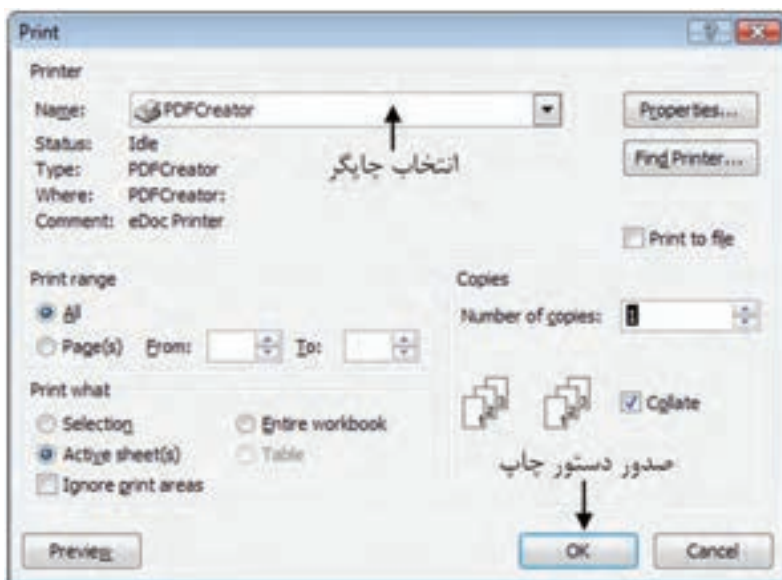 Print
Printer
Name: PDFCreator
Properties...
Status: Idle
Find Printer...
Type: PDFCreator
Where: PDFCreator:
Comment: eDoc Printer
انتخاب چاپگر
Print to file
Print range
All
Page(s) From: To:
Copies
Number of copies: 1
Collate
Print what
Selection Entire workbook
Active sheet(s) Table
Ignore print areas
صدور دستور چاپ
Preview
OK
Cancel